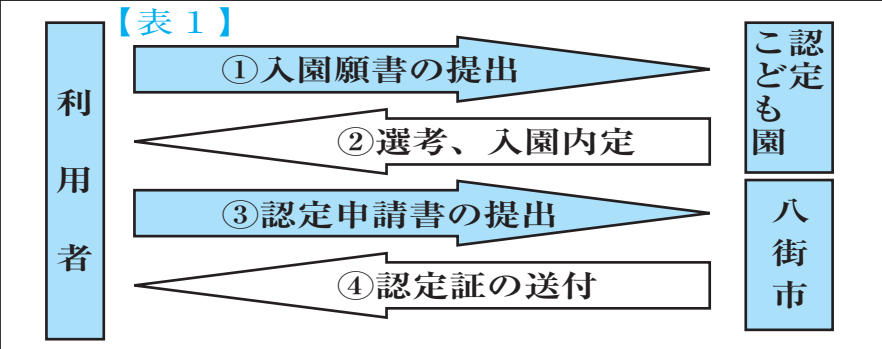 【表1】
利用者
①入園願書の提出
②選考、入園内定
③認定申請書の提出
④認定証の送付
認定
こども園
八街市